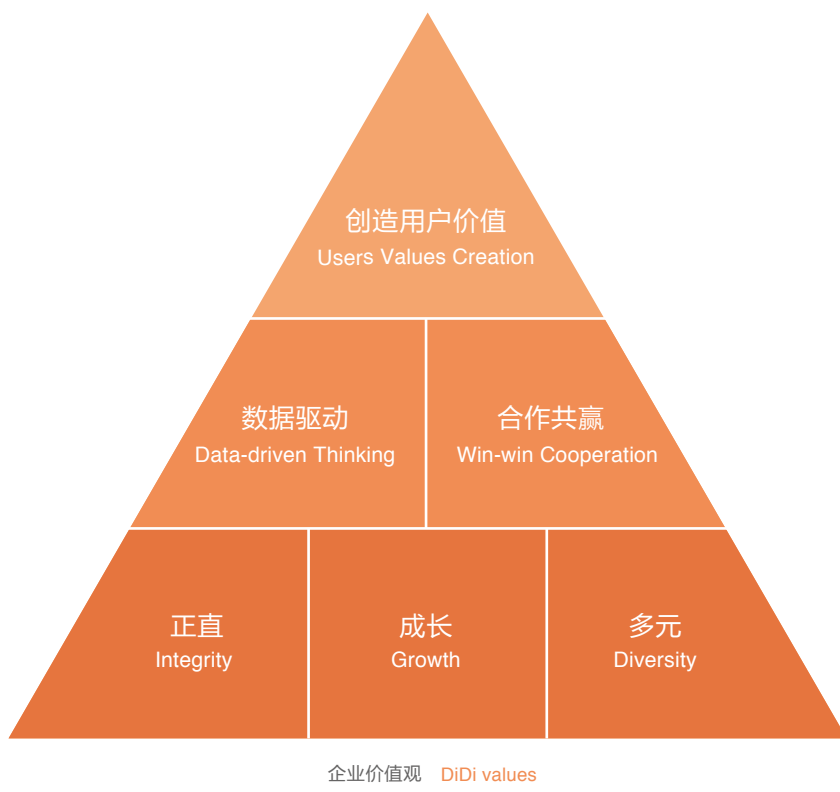 创造用户价值
Users Values Creation
数据驱动
Data-driven Thinking
合作共赢
Win-win Cooperation
正直
Integrity
成长
Growth
多元
Diversity
企业价值观 DiDi values